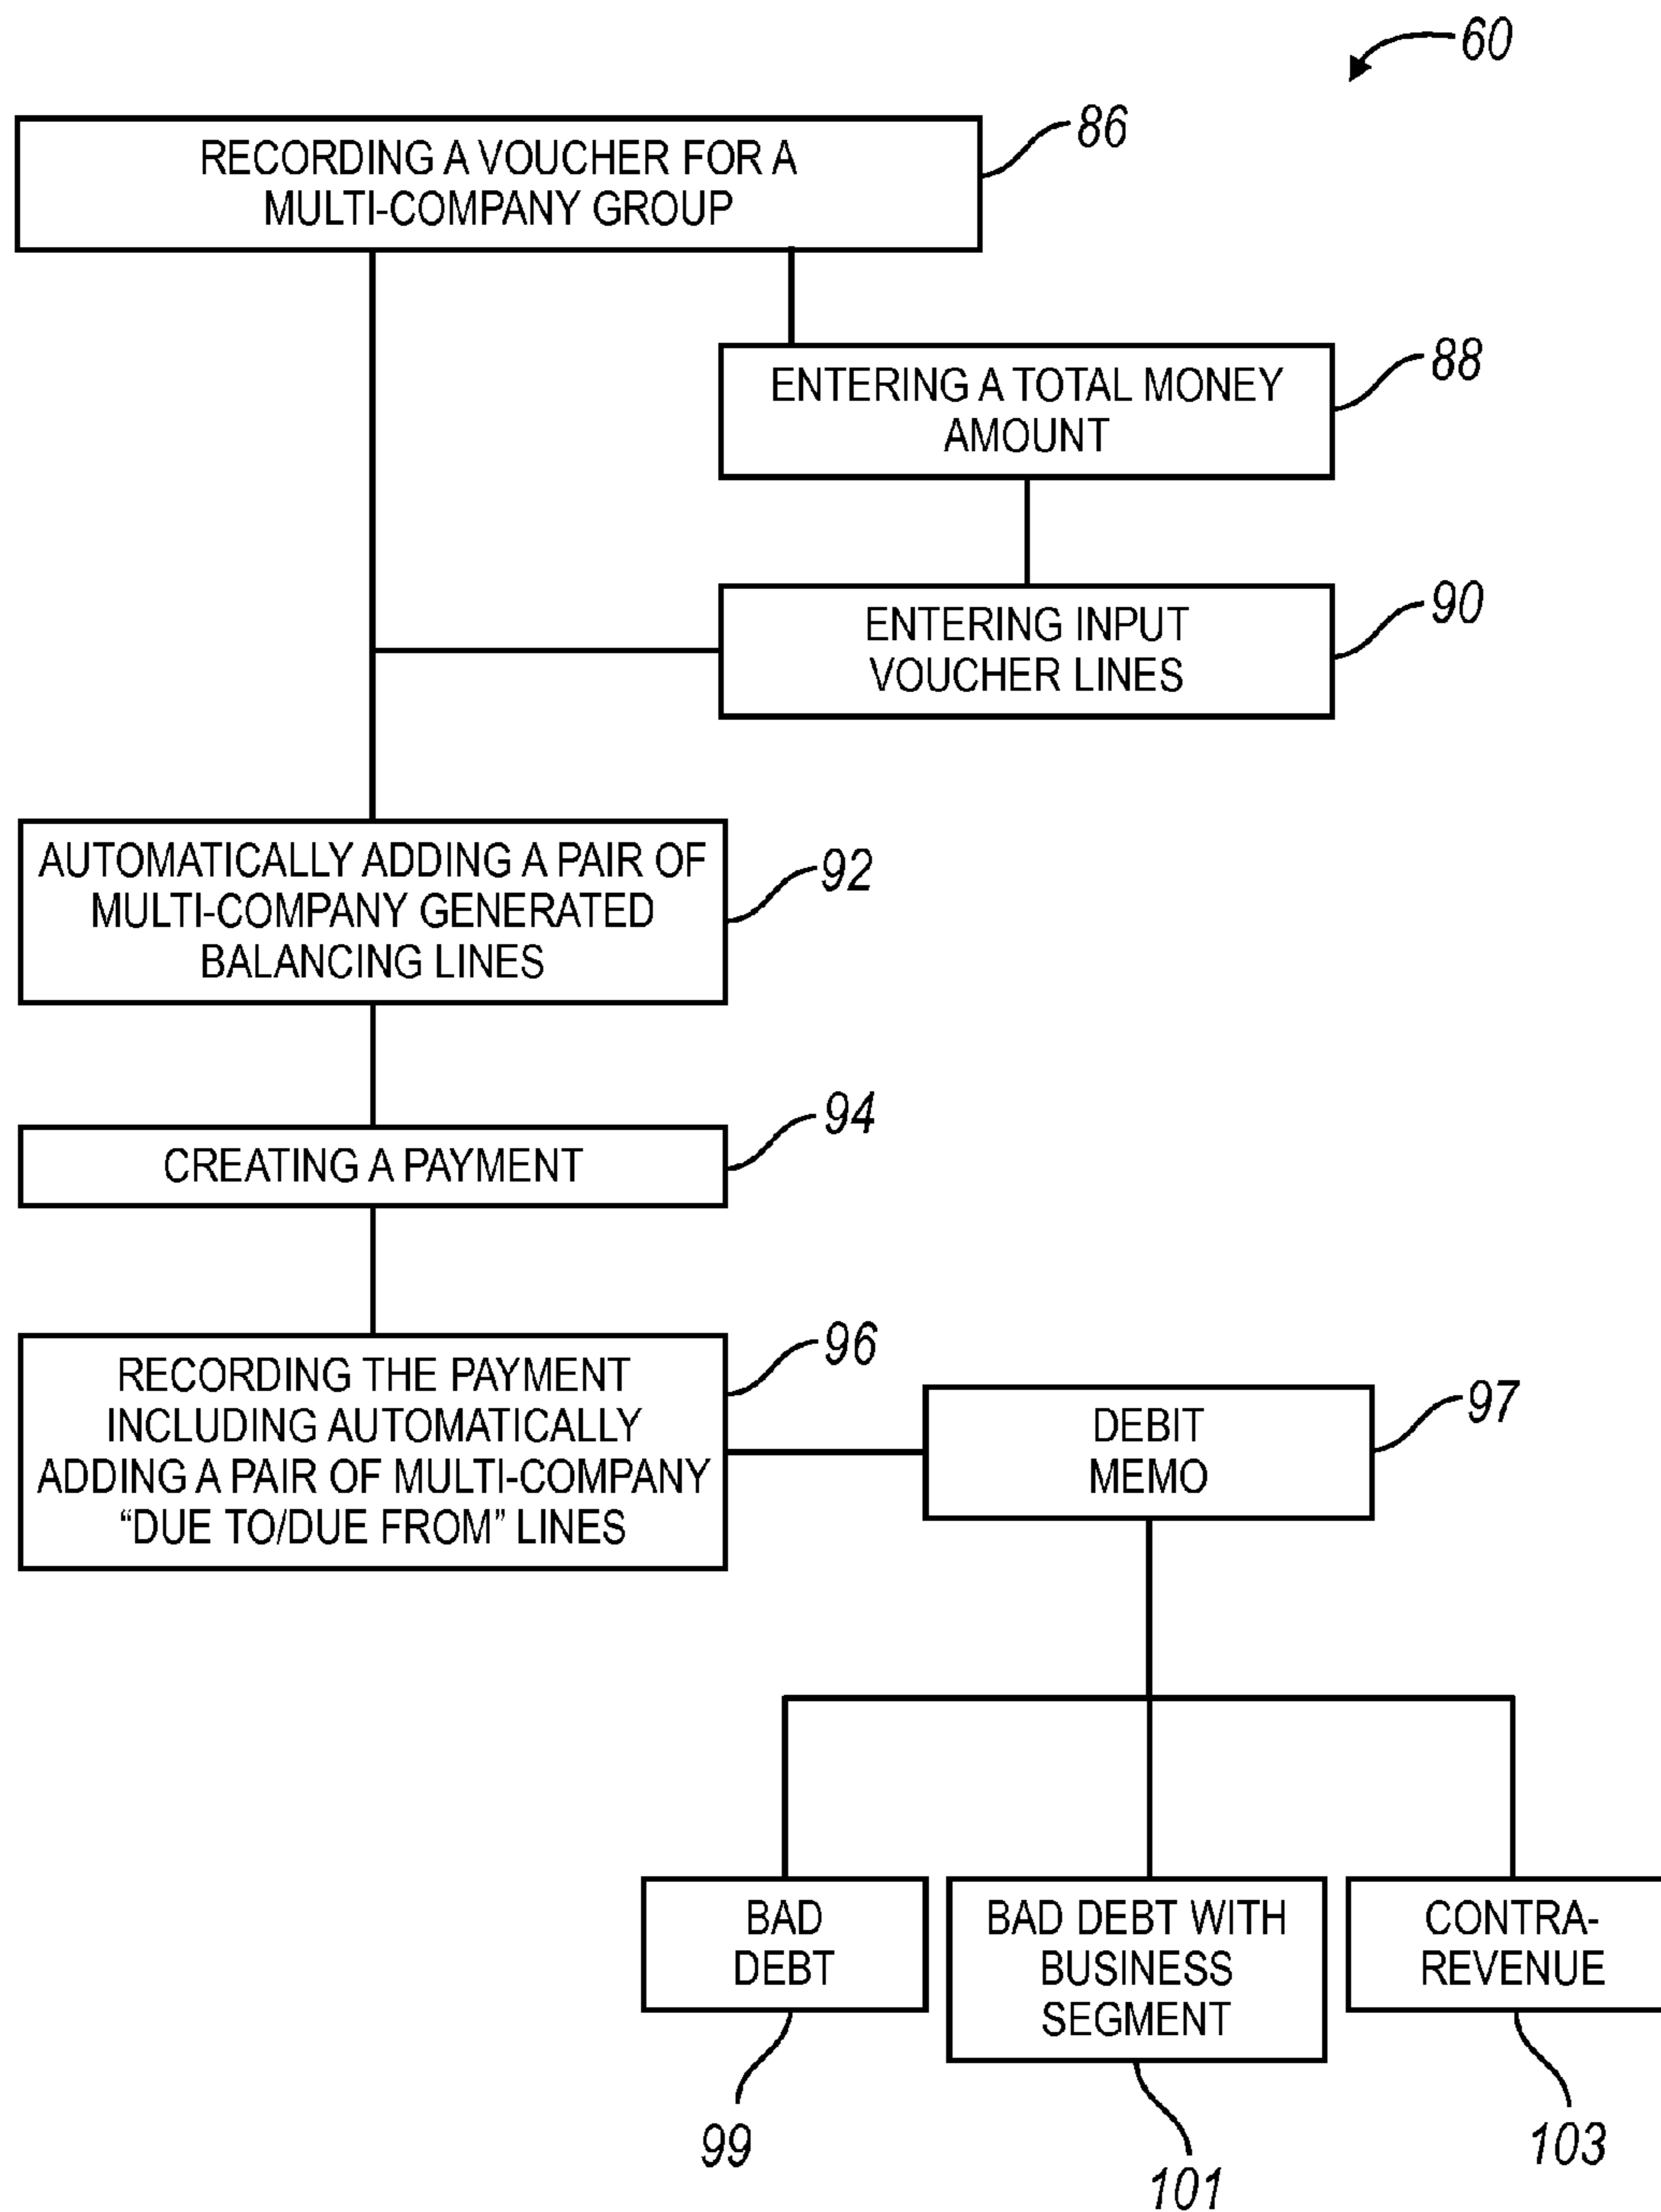 60
RECORDING A VOUCHER FOR A
MULTI-COMPANY GROUP
86
ENTERING A TOTAL MONEY
AMOUNT
88
ENTERING INPUT
VOUCHER LINES
90
AUTOMATICALLY ADDING A PAIR OF
MULTI-COMPANY GENERATED
BALANCING LINES
92
CREATING A PAYMENT
94
RECORDING THE PAYMENT
INCLUDING AUTOMATICALLY
ADDING A PAIR OF MULTI-COMPANY
“DUE TO/DUE FROM” LINES
96
DEBIT
MEMO
97
BAD
DEBT
99
BAD DEBT WITH
BUSINESS
SEGMENT
101
CONTRA-
REVENUE
103